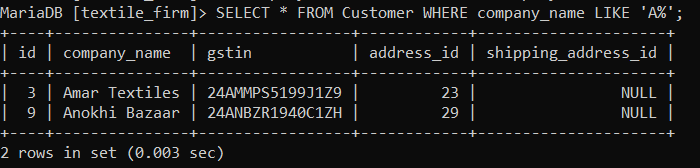 MariaDB [textile_firm]> SELECT * FROM Customer WHERE company_name LIKE 'A%';
+----+---------------+-----------------+------------+---------------------+
| id | company_name  | gstin           | address_id | shipping_address_id |
+----+---------------+-----------------+------------+---------------------+
|  3 | Amar Textiles | 24AMMPS5199J1Z9 |         23 |                NULL |
|  9 | Anokhi Bazaar | 24ANBZR1940C1ZH |         29 |                NULL |
+----+---------------+-----------------+------------+---------------------+
2 rows in set (0.003 sec)